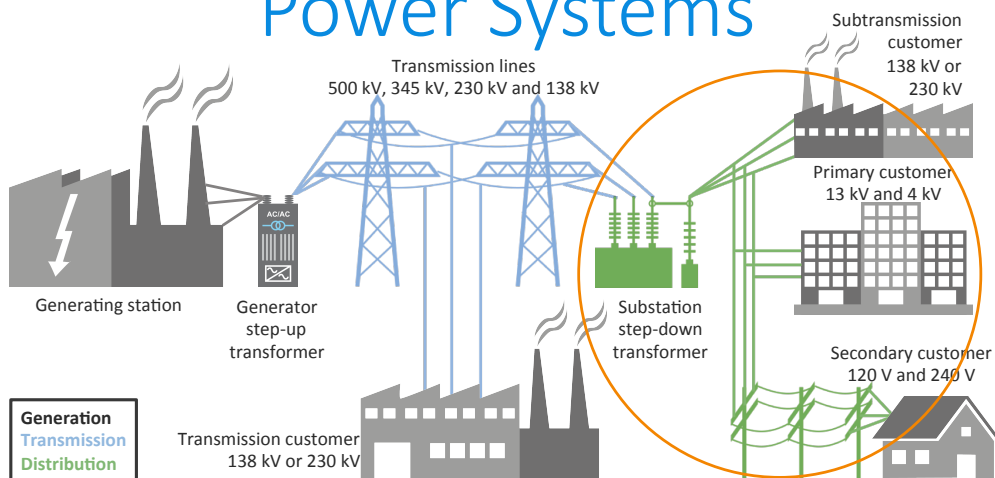 Power Systems
Subtransmission
customer
138 kV or
230 kV
Transmission lines
500 kV, 345 kV, 230 kV and 138 kV
Primary customer
13 kV and 4 kV
AC/AC
Generating station
Generator
step-up
transformer
Substation
step-down
transformer
Secondary customer
120 V and 240 V
Transmission customer
138 kV or 230 kV
Generation
Transmission
Distribution